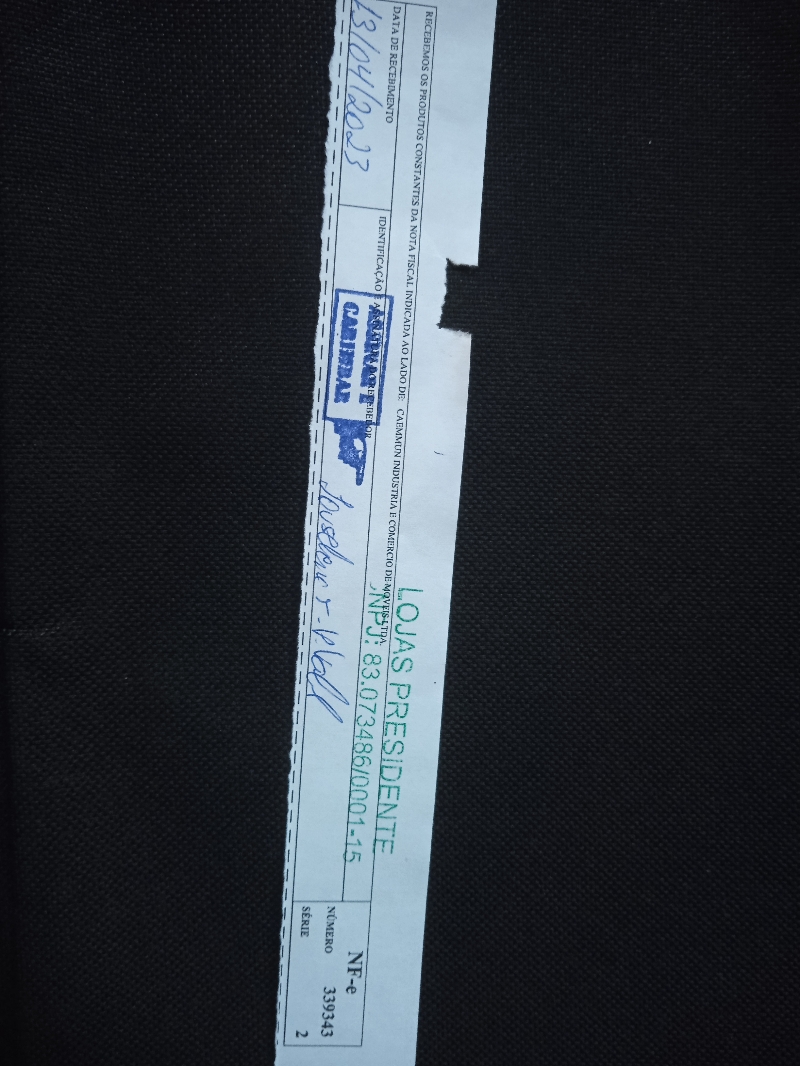 RECEBEMOS OS PRODUTOS CONSTANTES DA NOTA FISCAL INDICADA AO LADO DE: CAEMMUN INDUSTRIA E COMERCIO DE MOVEIS LTDA
DATA DE RECEBIMENTO
13/04/2023
IDENTIFICAÇÃO E ASSINATURA DO RECEBEDOR
CARIMBAR
LOJAS PRESIDENTE
CNPJ: 83.073486/0001-15
NF-e
NÚMERO 339343
SÉRIE 2